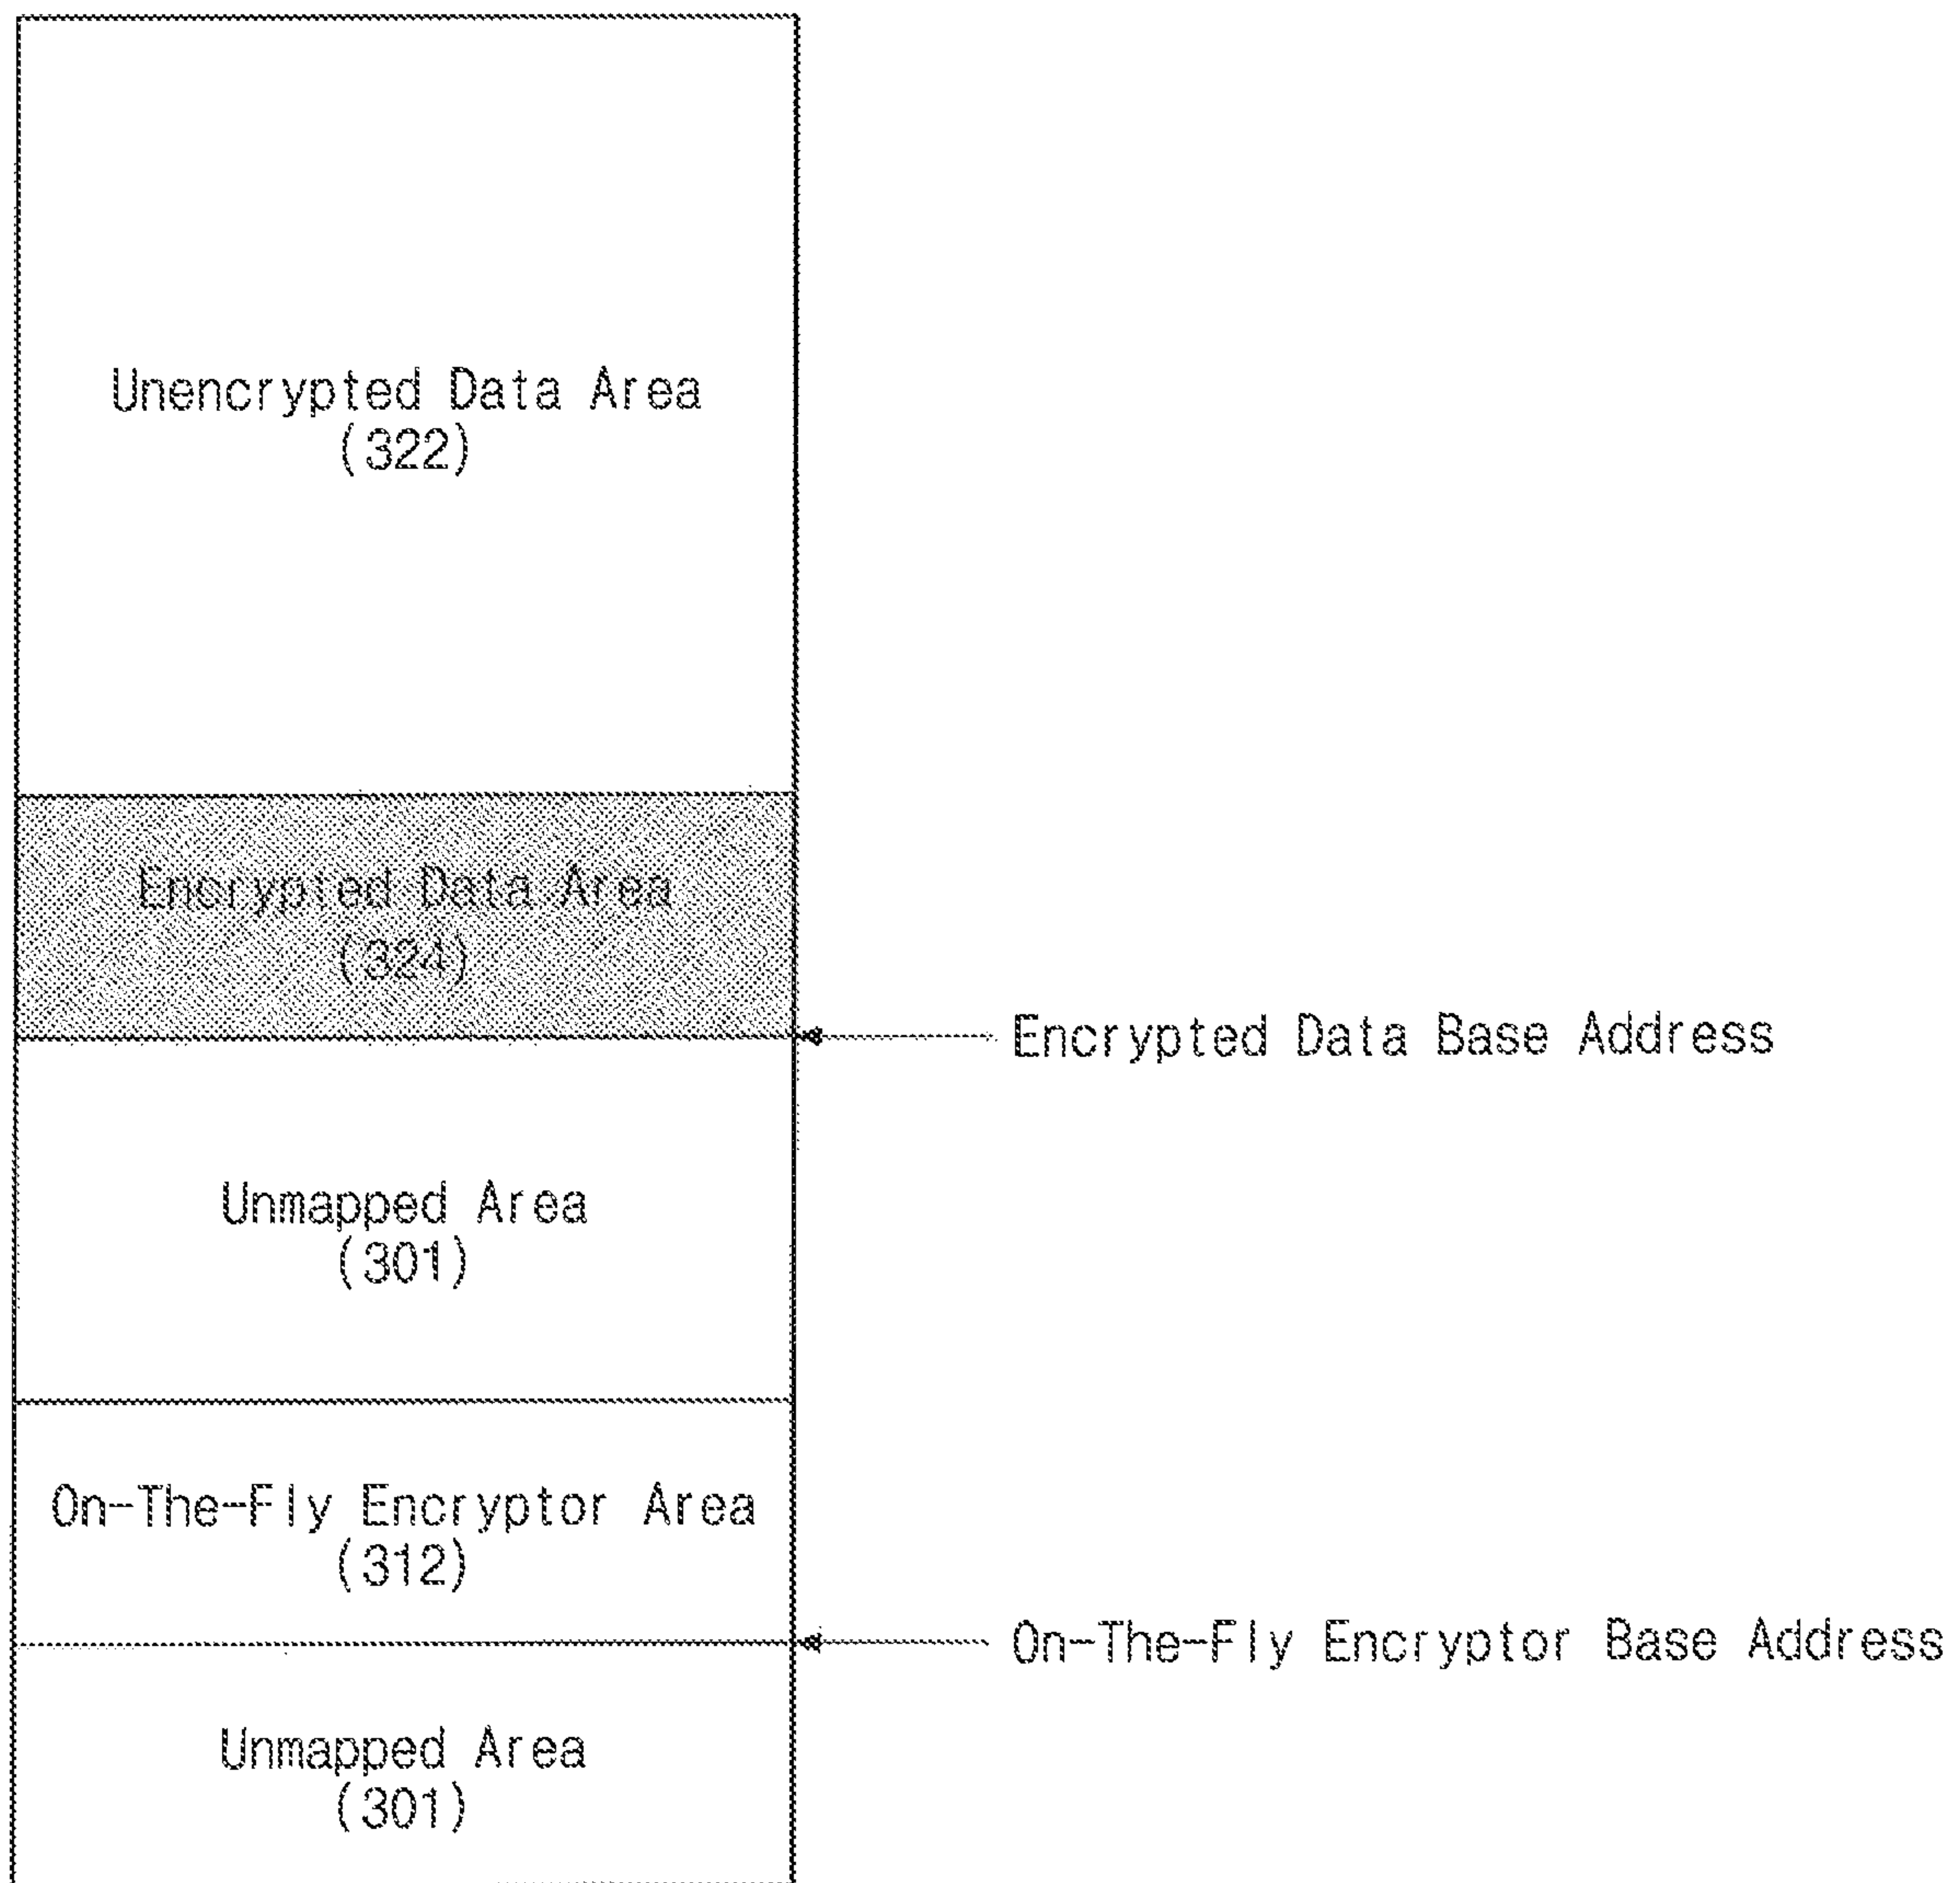 Unencrypted Data Area
(322)
Encrypted Data Area
(324)
Encrypted Data Base Address
Unmapped Area
(301)
On-The-Fly Encryptor Area
(312)
On-The-Fly Encryptor Base Address
Unmapped Area
(301)